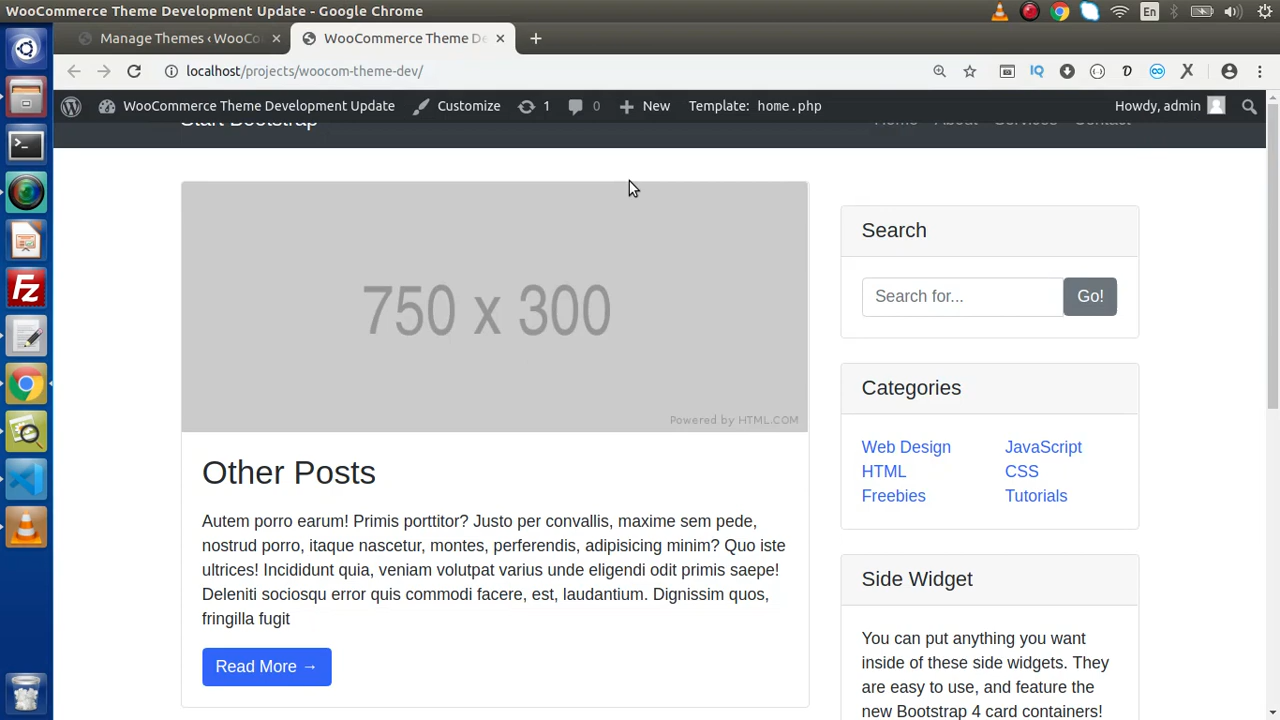 WooCommerce Theme Development Update - Google Chrome
En
Manage Themes ‹ WooCo
WooCommerce Theme De
localhost/projects/woocom-theme-dev/
WooCommerce Theme Development Update
Customize
1
0
New
Template: home.php
Howdy, admin
Start Bootstrap
Home
About
Services
Contact
750 x 300
Powered by HTML.COM
Other Posts
Autem porro earum! Primis porttitor? Justo per convallis, maxime sem pede,
nostrud porro, itaque nascetur, montes, perferendis, adipisicing minim? Quo iste
ultrices! Incididunt quia, veniam volutpat varius unde eligendi odit primis saepe!
Deleniti sociosqu error quis commodi facere, est, laudantium. Dignissim quos,
fringilla fugit
Read More →
Search
Search for...
Go!
Categories
Web Design
JavaScript
HTML
CSS
Freebies
Tutorials
Side Widget
You can put anything you want
inside of these side widgets. They
are easy to use, and feature the
new Bootstrap 4 card containers!